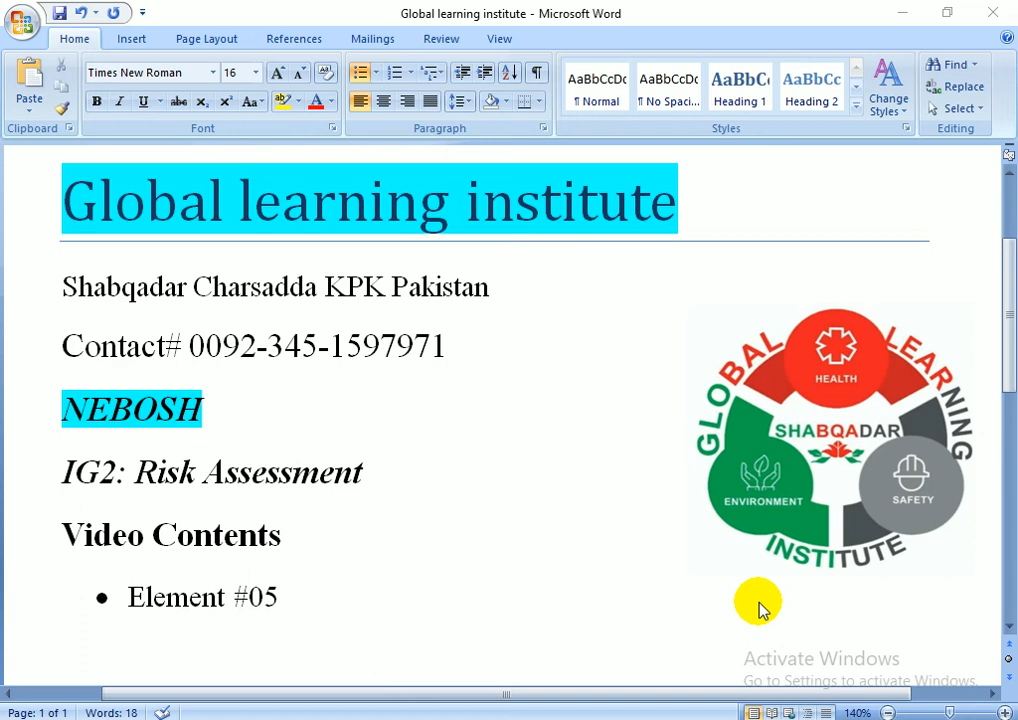 Global learning institute - Microsoft Word
Home Insert Page Layout References Mailings Review View
Paste
Times New Roman 16
AaBbCcDc AaBbCcDc AaBbCc AaBbCc
¶ Normal ¶ No Spaci... Heading 1 Heading 2
Change Styles
Find
Replace
Select
Clipboard Font Paragraph Styles Editing
Global learning institute
Shabqadar Charsadda KPK Pakistan
Contact# 0092-345-1597971
NEBOSH
IG2: Risk Assessment
Video Contents
• Element #05
GLOBAL LEARNING
HEALTH
SHABQADAR
ENVIRONMENT
SAFETY
INSTITUTE
Activate Windows
Go to Settings to activate Windows.
Page: 1 of 1 Words: 18 140%